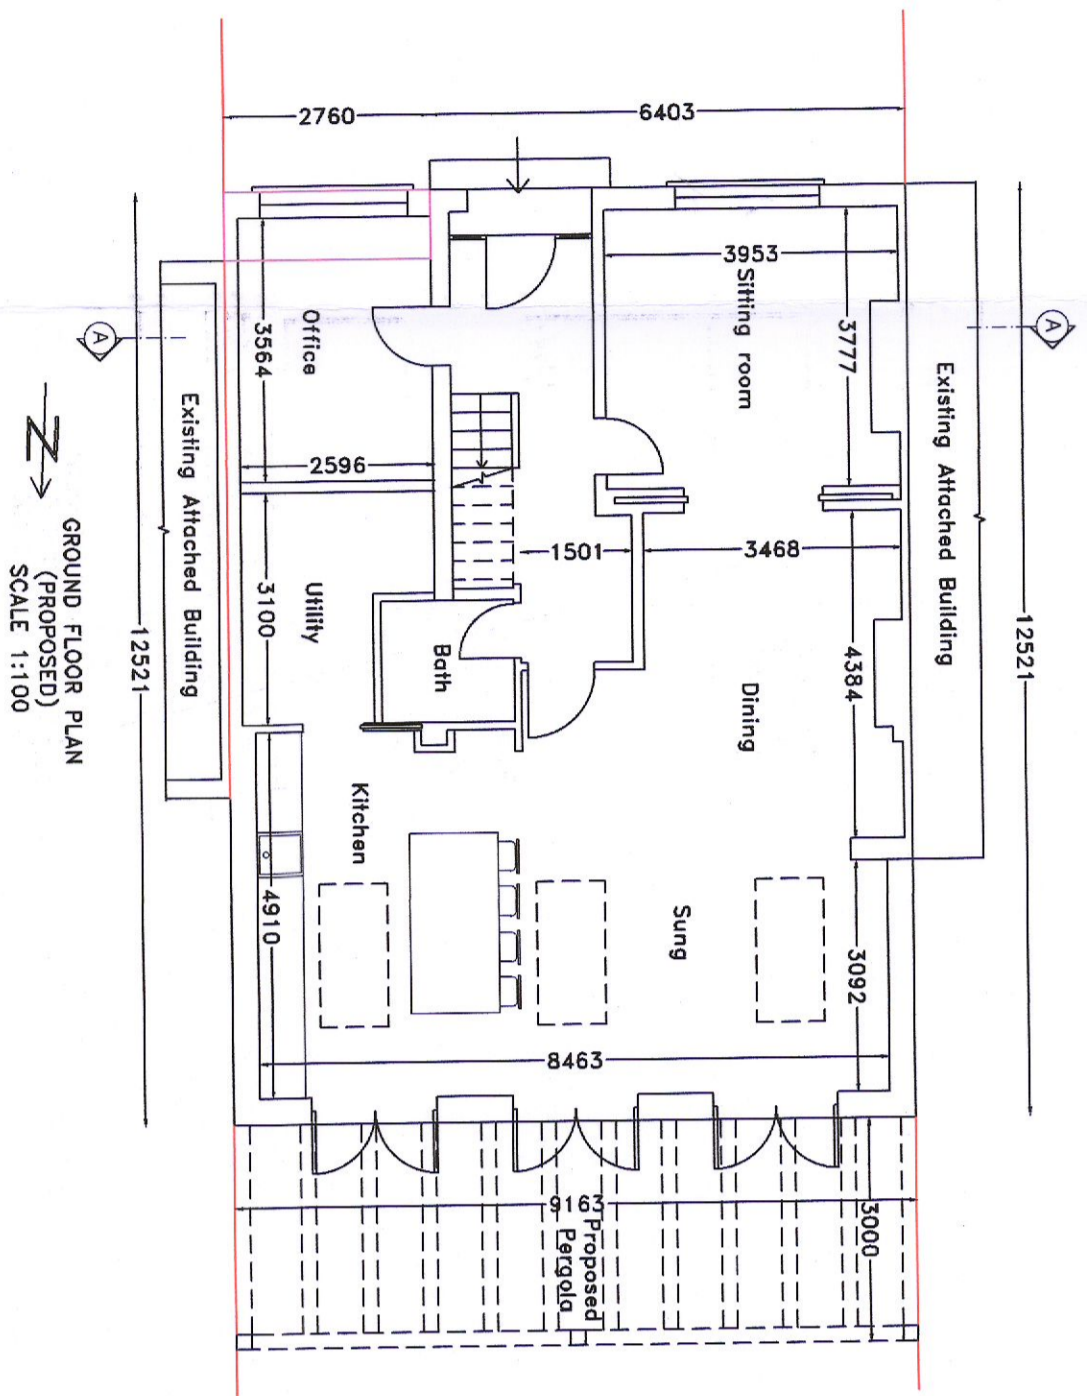 2760
6403
12521
3953
Sitting room
3777
Existing Attached Building
A
A
Office
3564
2596
Existing Attached Building
1501
3468
Utility
3100
Bath
Dining
4384
12521
Kitchen
4910
Sung
3092
8463
9163
3000
Proposed
Pergola
N
GROUND FLOOR PLAN
(PROPOSED)
SCALE 1:100